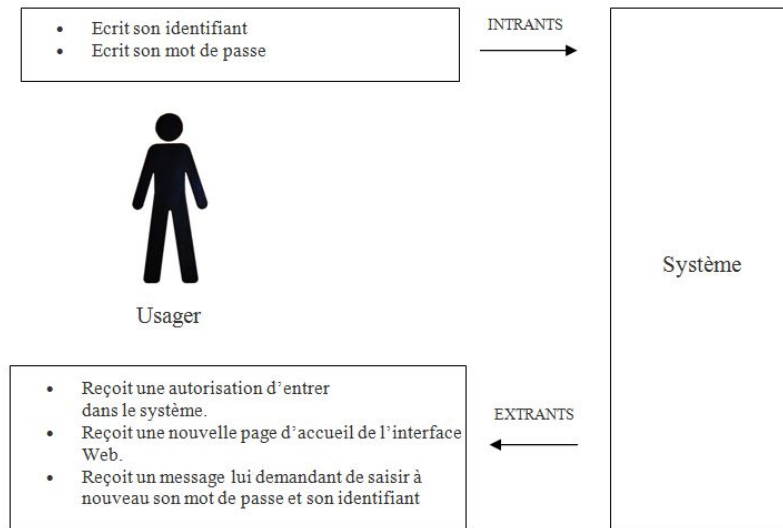 • Ecrit son identifiant
• Ecrit son mot de passe
INTRANTS
Système
Usager
• Reçoit une autorisation d’entrer
dans le système.
• Reçoit une nouvelle page d’accueil de l’interface
Web.
• Reçoit un message lui demandant de saisir à
nouveau son mot de passe et son identifiant
EXTRANTS